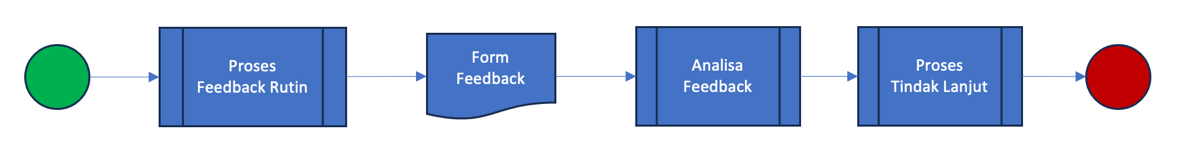 Proses
Feedback Rutin
Form
Feedback
Analisa
Feedback
Proses
Tindak Lanjut